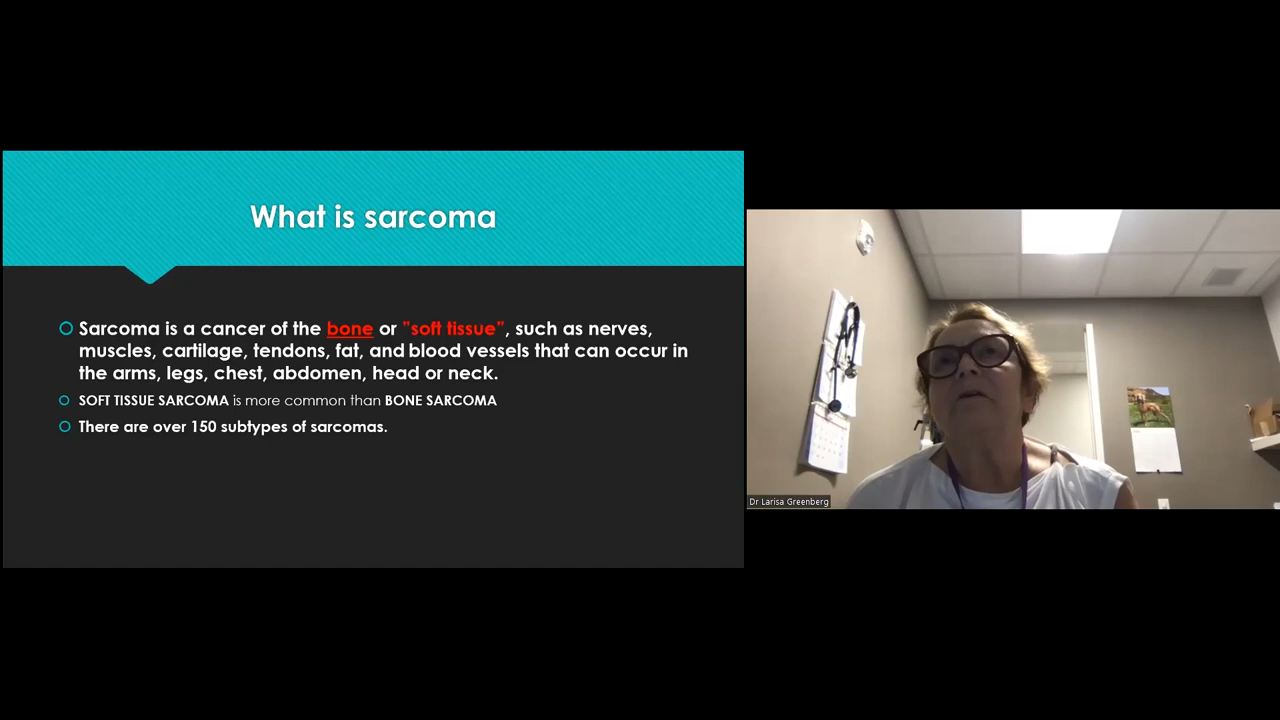 What is sarcoma
Sarcoma is a cancer of the bone or "soft tissue", such as nerves,
muscles, cartilage, tendons, fat, and blood vessels that can occur in
the arms, legs, chest, abdomen, head or neck.
SOFT TISSUE SARCOMA is more common than BONE SARCOMA
There are over 150 subtypes of sarcomas.
Dr Larisa Greenberg